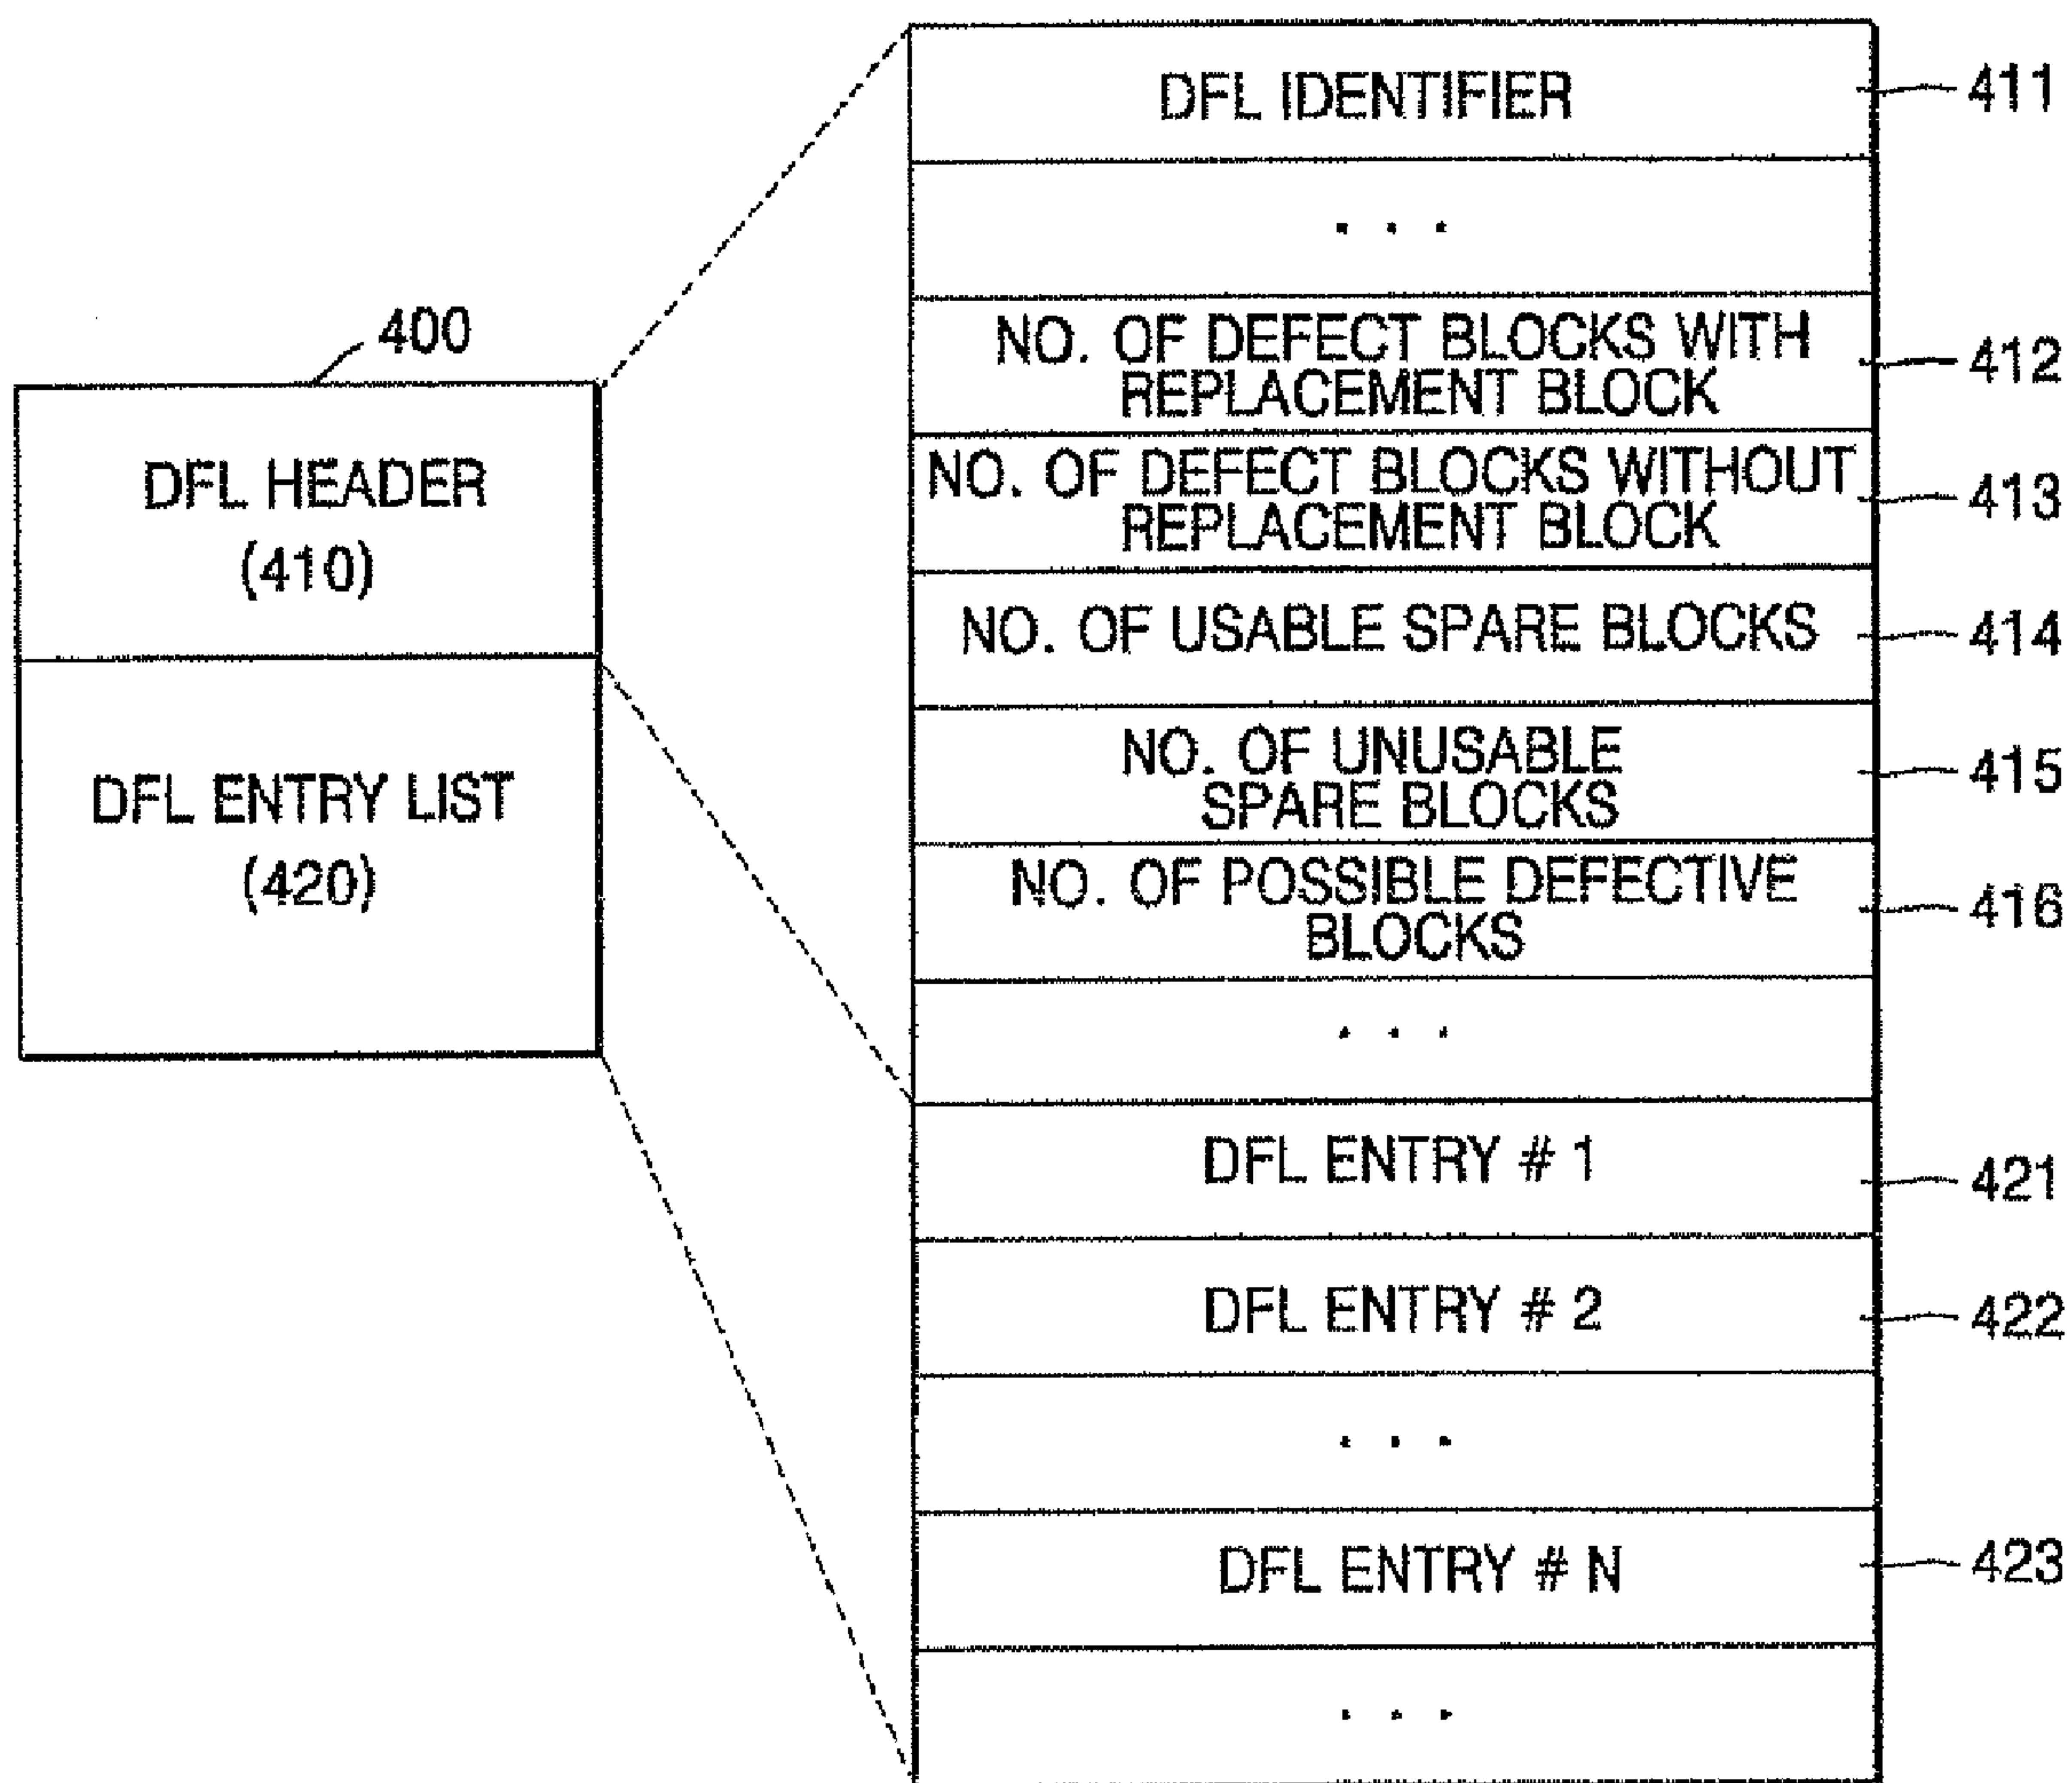 400
DFL HEADER
(410)
DFL ENTRY LIST
(420)
DFL IDENTIFIER
411
. . .
NO. OF DEFECT BLOCKS WITH
REPLACEMENT BLOCK
412
NO. OF DEFECT BLOCKS WITHOUT
REPLACEMENT BLOCK
413
NO. OF USABLE SPARE BLOCKS
414
NO. OF UNUSABLE
SPARE BLOCKS
415
NO. OF POSSIBLE DEFECTIVE
BLOCKS
416
. . .
DFL ENTRY # 1
421
DFL ENTRY # 2
422
. . .
DFL ENTRY # N
423
. . .